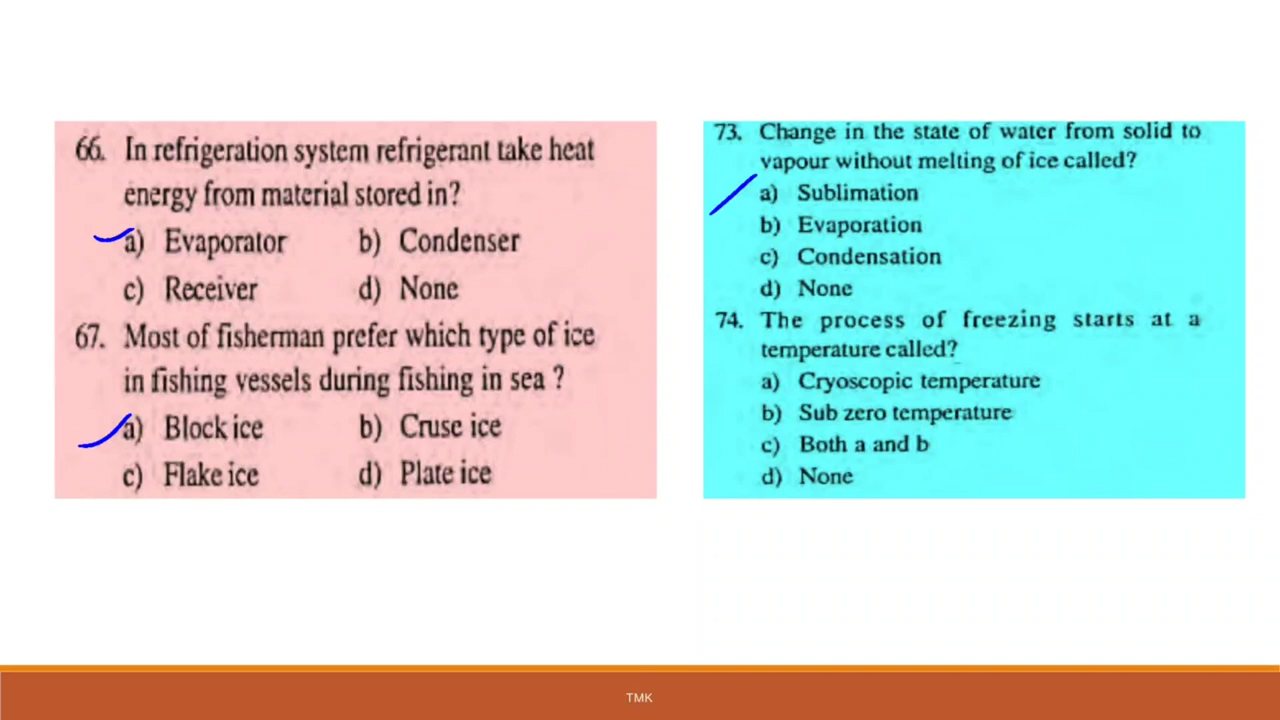 66. In refrigeration system refrigerant take heat
energy from material stored in?
a) Evaporator b) Condenser
c) Receiver d) None
67. Most of fisherman prefer which type of ice
in fishing vessels during fishing in sea ?
a) Block ice b) Cruse ice
c) Flake ice d) Plate ice
73. Change in the state of water from solid to
vapour without melting of ice called?
a) Sublimation
b) Evaporation
c) Condensation
d) None
74. The process of freezing starts at a
temperature called?
a) Cryoscopic temperature
b) Sub zero temperature
c) Both a and b
d) None
TMK